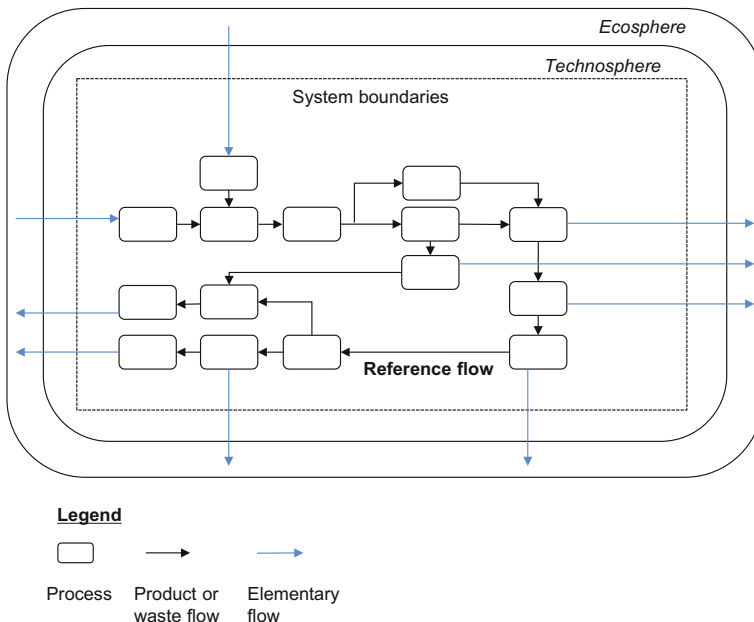 Ecosphere
Technosphere
System boundaries
Reference flow
Legend
Process
Product or
waste flow
Elementary
flow